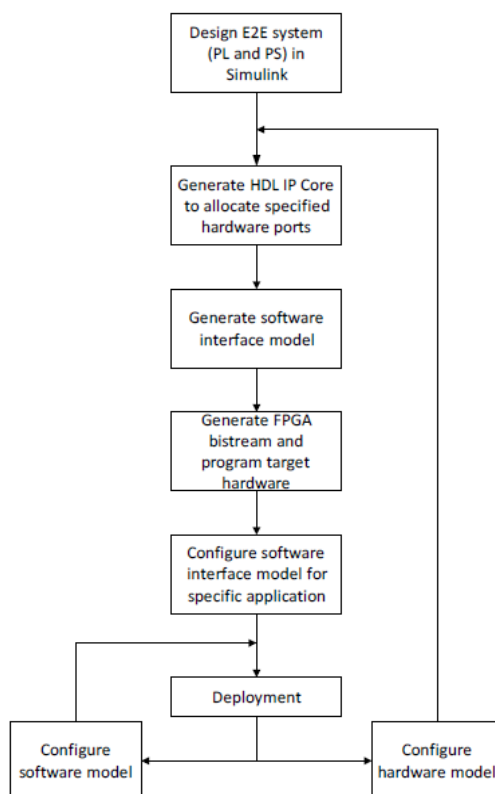 Design E2E system
(PL and PS) in
Simulink
Generate HDL IP Core
to allocate specified
hardware ports
Generate software
interface model
Generate FPGA
bistream and
program target
hardware
Configure software
interface model for
specific application
Deployment
Configure
software model
Configure
hardware model